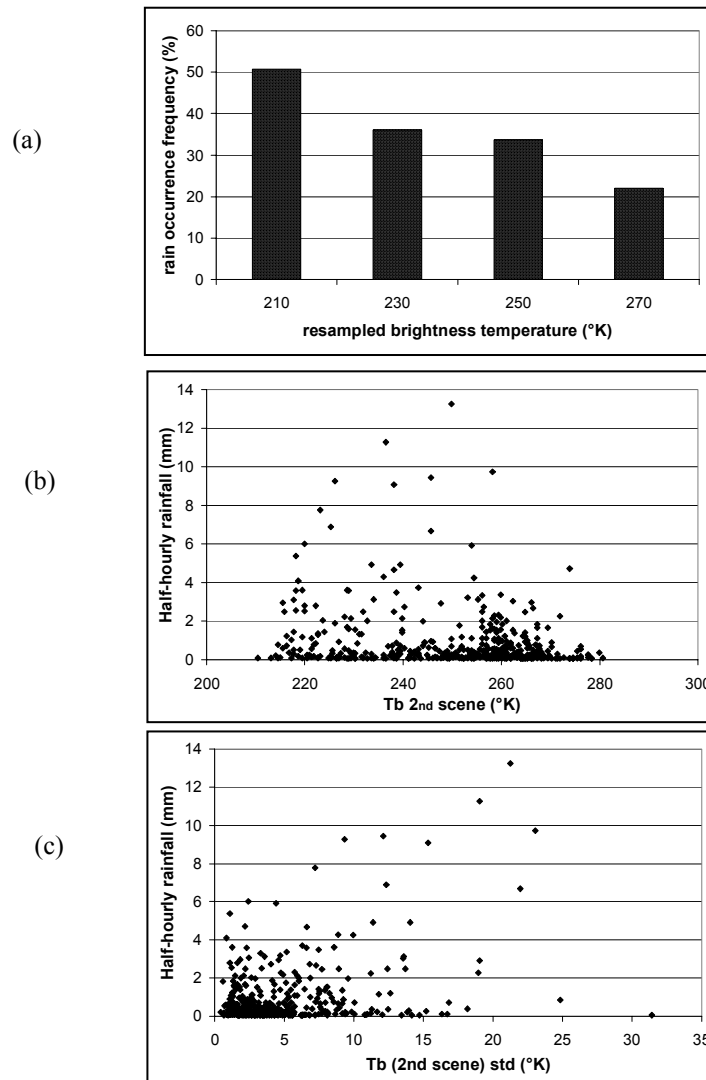 (a)
rain occurrence frequency (%)
60
50
40
30
20
10
0
210 230 250 270
resampled brightness temperature (°K)
(b)
Half-hourly rainfall (mm)
14
12
10
8
6
4
2
0
200 220 240 260 280 300
Tb 2nd scene (°K)
(c)
Half-hourly rainfall (mm)
14
12
10
8
6
4
2
0
0 5 10 15 20 25 30 35
Tb (2nd scene) std (°K)